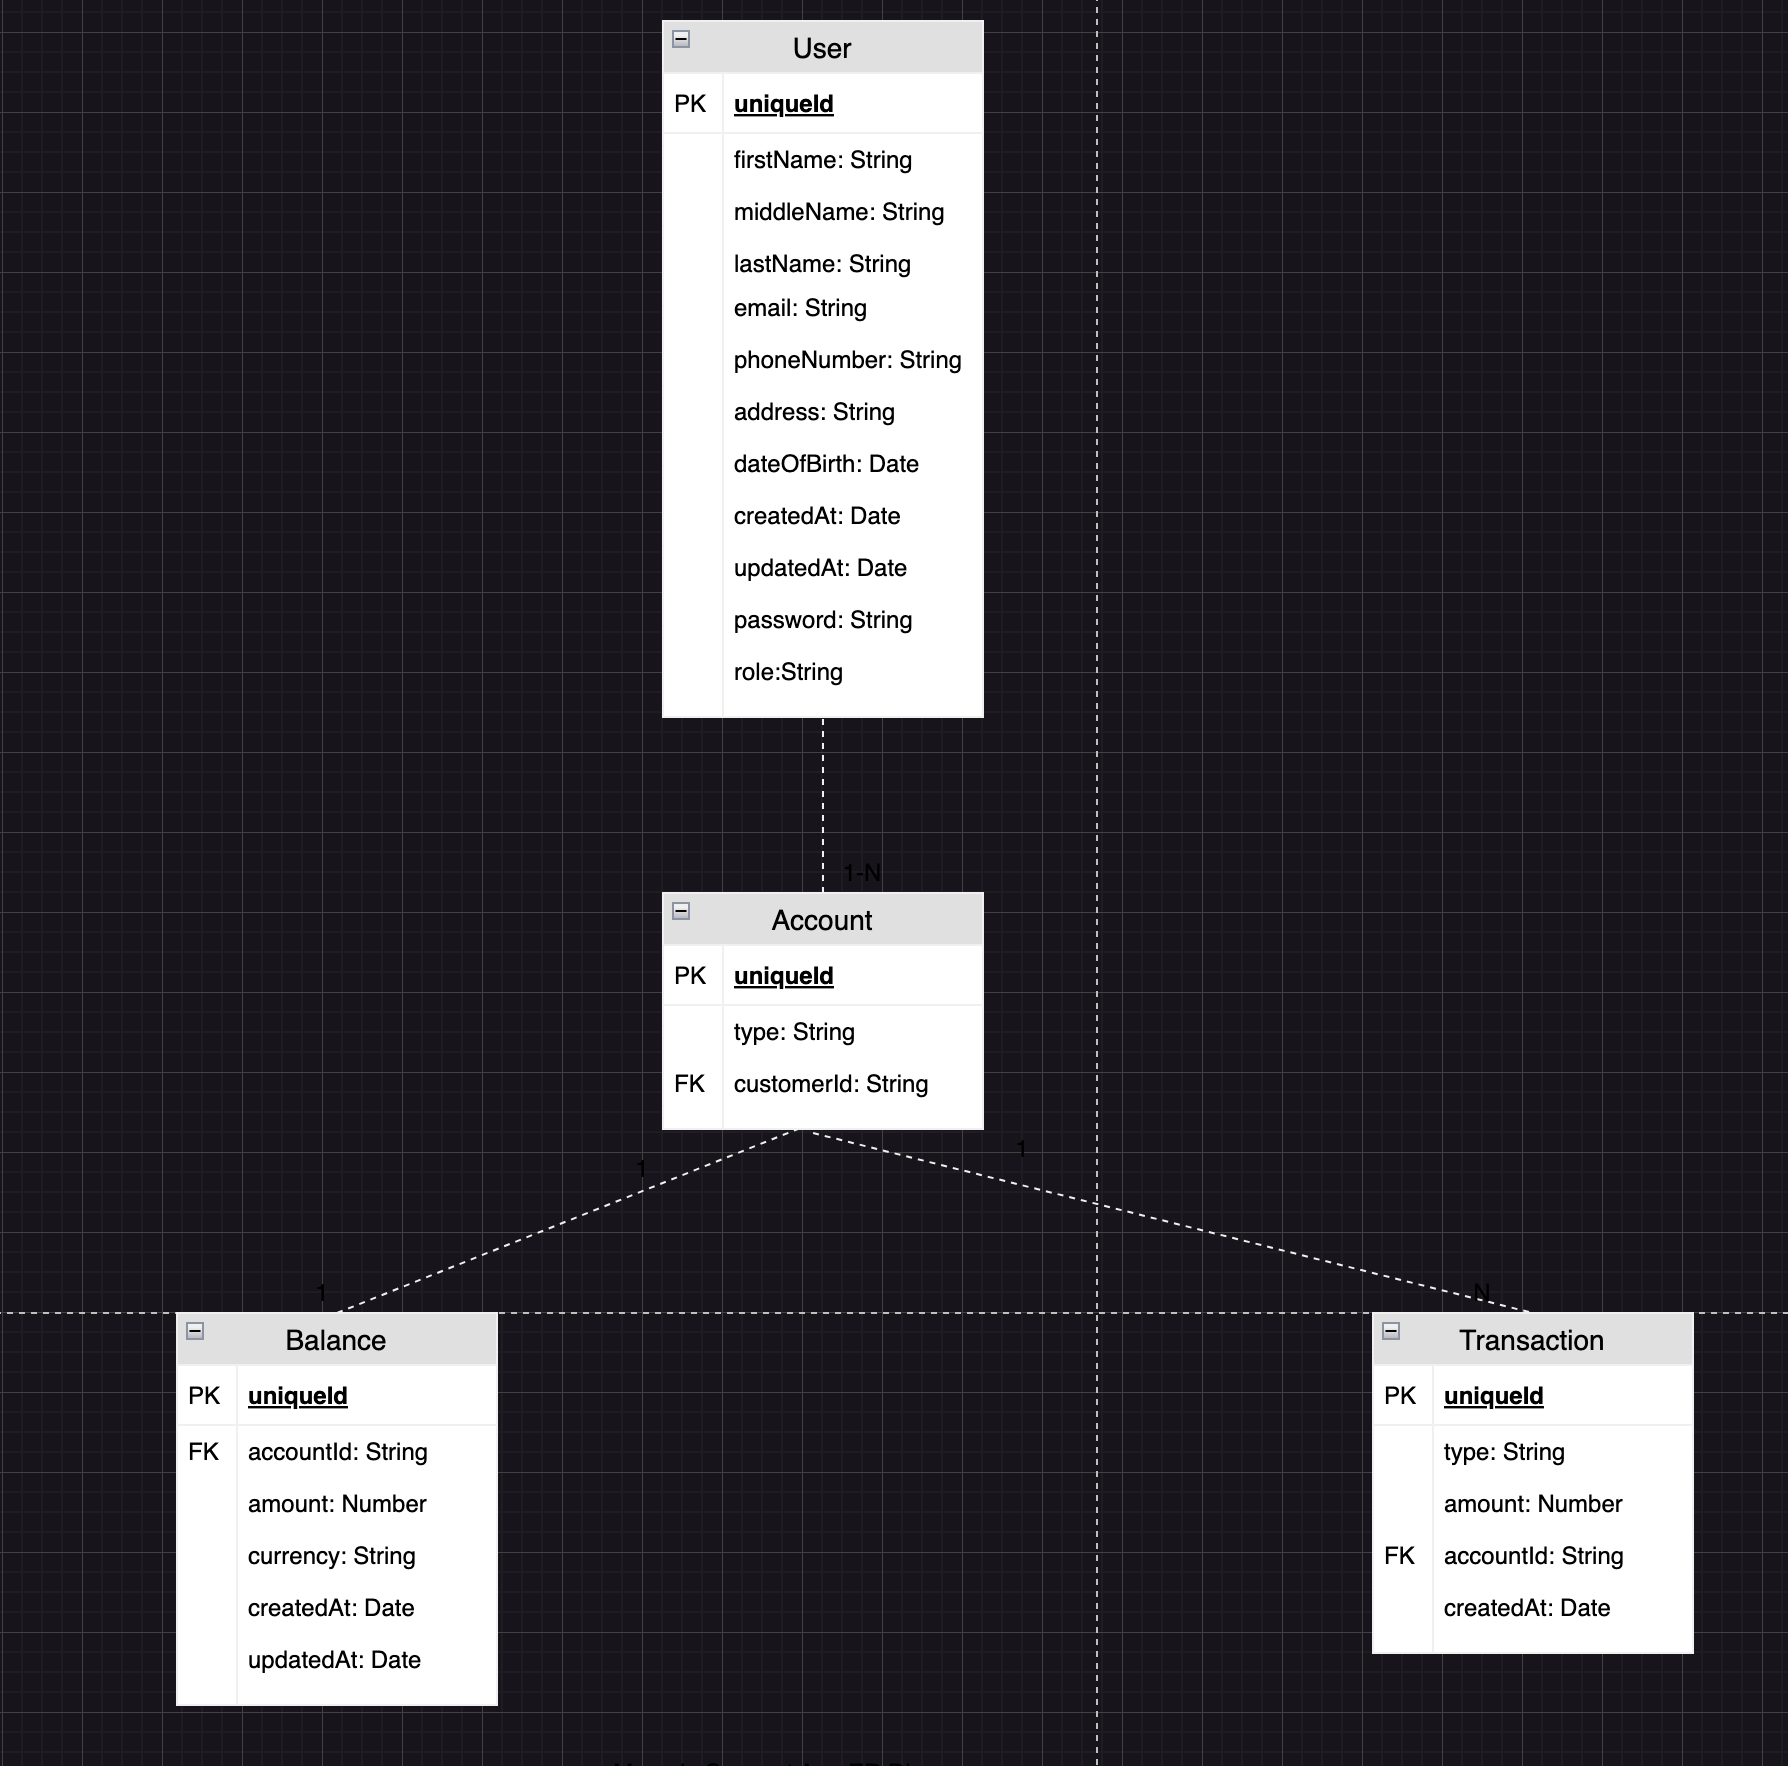 User
PK uniqueId
firstName: String
middleName: String
lastName: String
email: String
phoneNumber: String
address: String
dateOfBirth: Date
createdAt: Date
updatedAt: Date
password: String
role:String
1-N
Account
PK uniqueId
type: String
FK customerId: String
1
1
1
N
Balance
PK uniqueId
FK accountId: String
amount: Number
currency: String
createdAt: Date
updatedAt: Date
Transaction
PK uniqueId
type: String
amount: Number
FK accountId: String
createdAt: Date